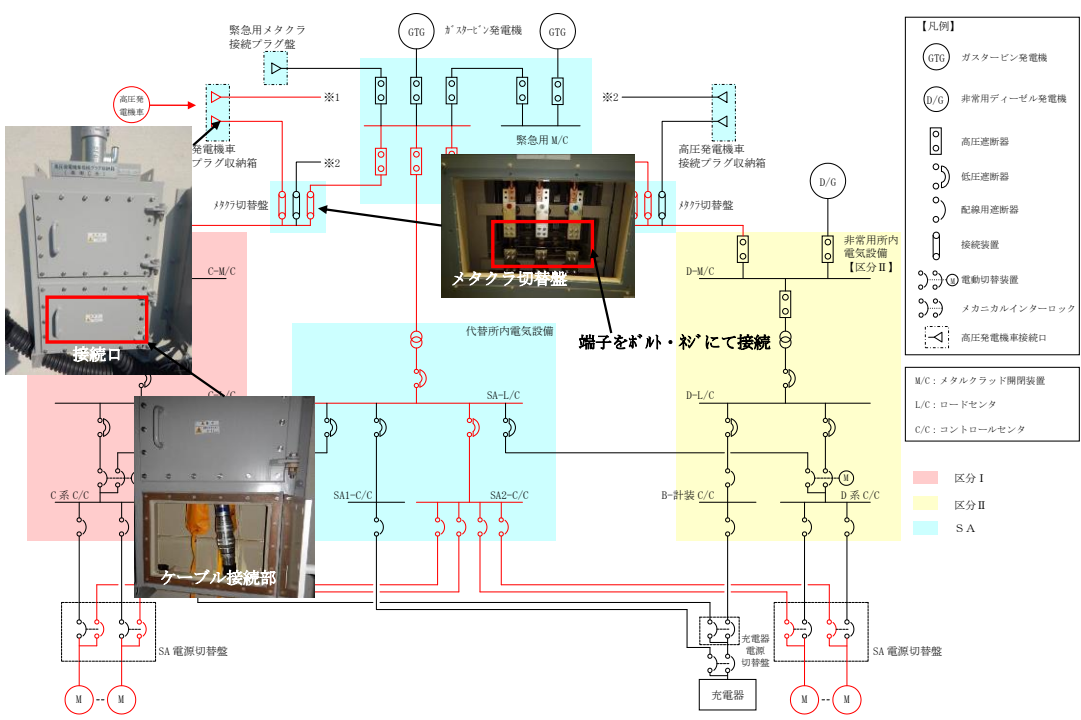 緊急用メタクラ
接続プラグ盤
GTG
ガスタービン発電機
GTG
高圧発
電機車
※1
※2
※2
緊急用 M/C
発電機車
プラグ収納箱
高圧発電機車
接続プラグ収納箱
メタクラ切替盤
メタクラ切替盤
D/G
非常用所内
電気設備
【区分Ⅱ】
C-M/C
D-M/C
接続口
メタクラ切替盤
端子をボルト・ネジにて接続
代替所内電気設備
SA-L/C
D-L/C
C系 C/C
SA1-C/C
SA2-C/C
B-計装 C/C
D系 C/C
M
ケーブル接続部
SA電源切替盤
充電器
電源
切替盤
SA電源切替盤
M
M
充電器
M
M
【凡例】
GTG
ガスタービン発電機
D/G
非常用ディーゼル発電機
高圧遮断器
低圧遮断器
配線用遮断器
接続装置
M
電動切替装置
メカニカルインターロック
高圧発電機車接続口
M/C：メタルクラッド開閉装置
L/C：ロードセンタ
C/C：コントロールセンタ
区分Ⅰ
区分Ⅱ
ＳＡ